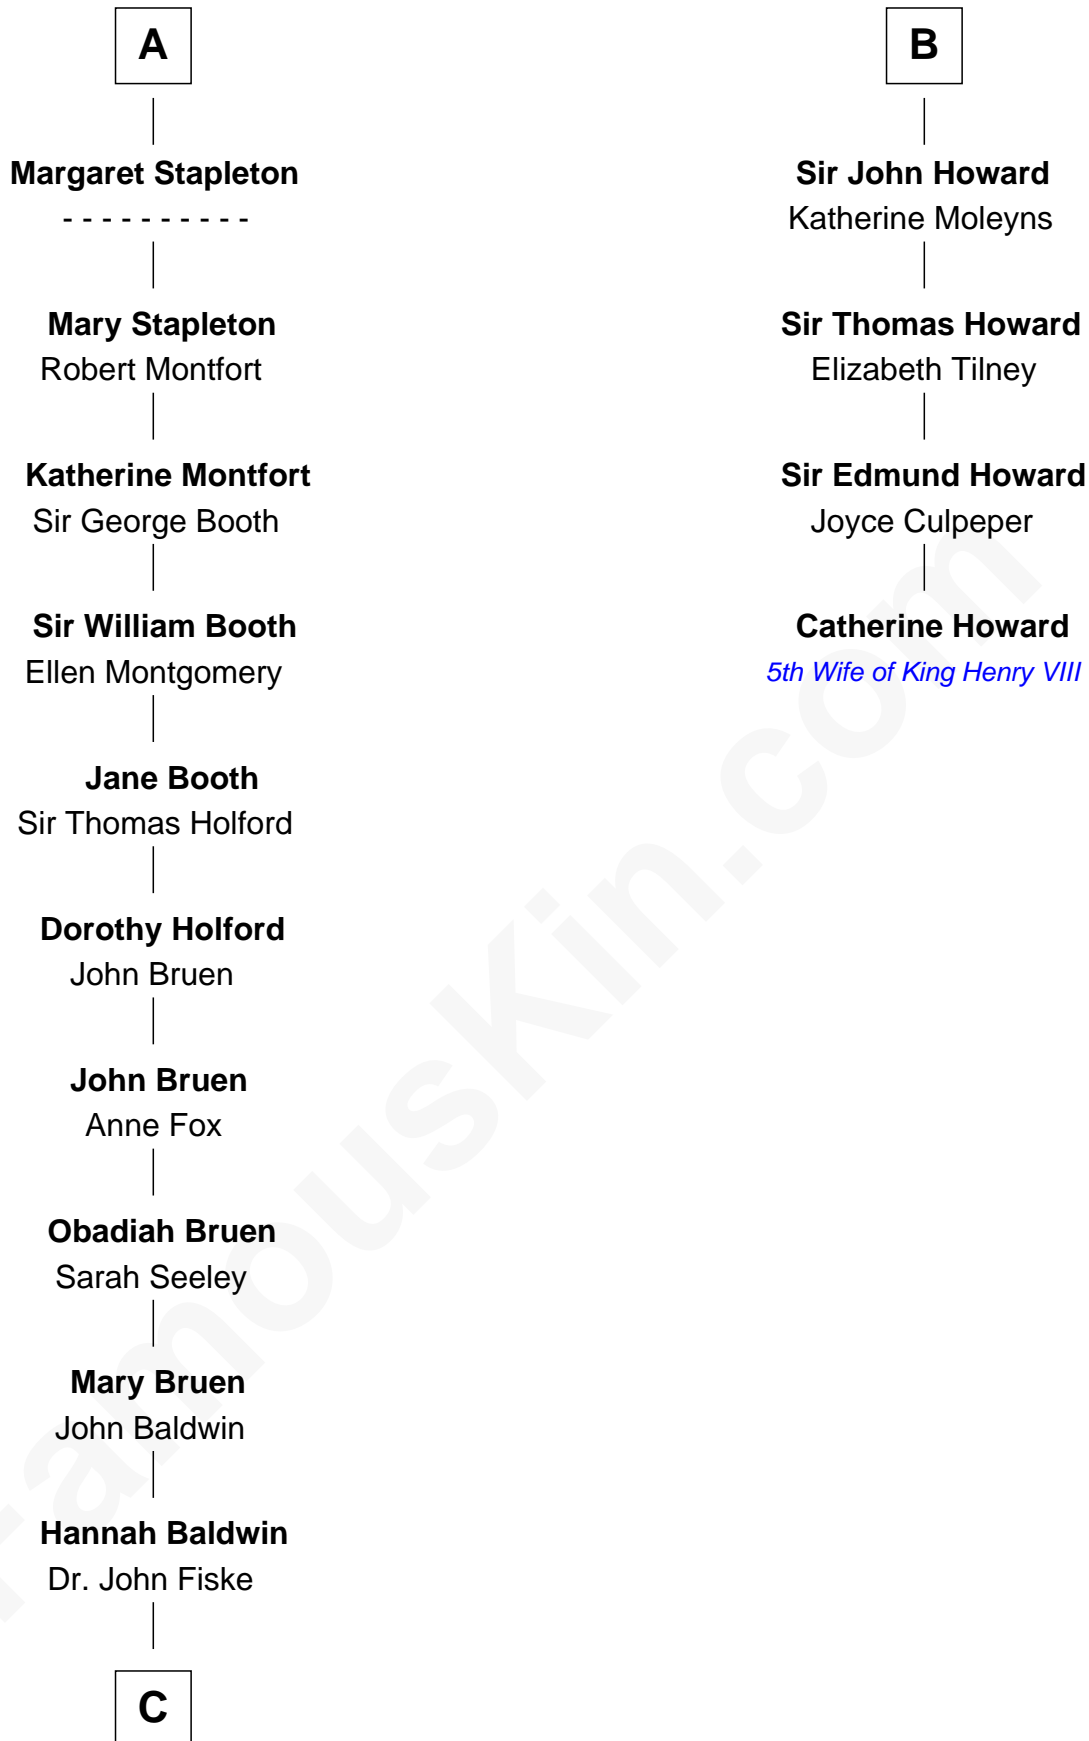 A
Margaret Stapleton
- - - - - - - - - -
Mary Stapleton
Robert Montfort
Katherine Montfort
Sir George Booth
Sir William Booth
Ellen Montgomery
Jane Booth
Sir Thomas Holford
Dorothy Holford
John Bruen
John Bruen
Anne Fox
Obadiah Bruen
Sarah Seeley
Mary Bruen
John Baldwin
Hannah Baldwin
Dr. John Fiske
C
B
Sir John Howard
Katherine Moleyns
Sir Thomas Howard
Elizabeth Tilney
Sir Edmund Howard
Joyce Culpeper
Catherine Howard
5th Wife of King Henry VIII
FamousKin.com